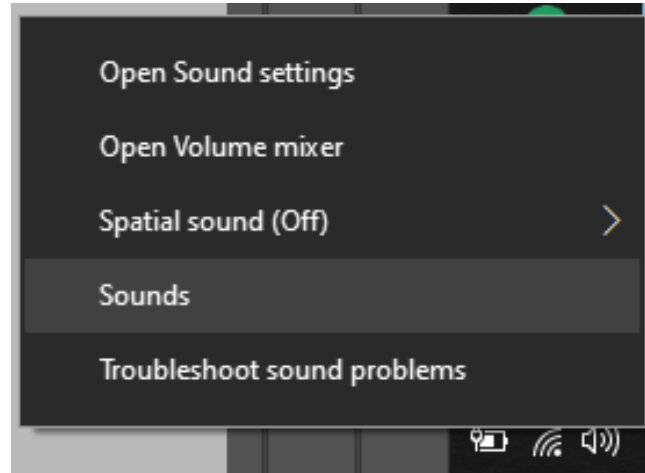 Open Sound settings
Open Volume mixer
Spatial sound (Off)
Sounds
Troubleshoot sound problems